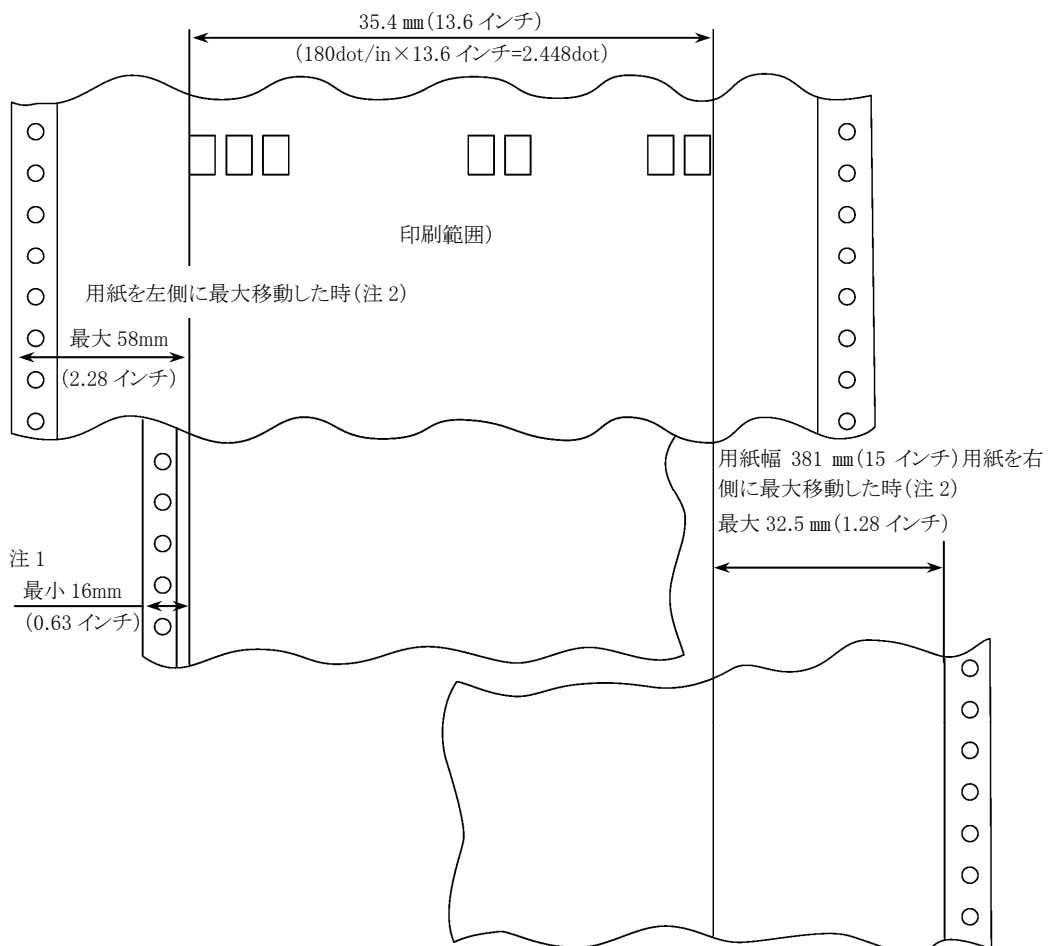 35.4 ㎜(13.6 インチ)
(180dot/in×13.6 インチ=2.448dot)
印刷範囲)
用紙を左側に最大移動した時(注 2)
最大 58mm
(2.28 インチ)
用紙幅 381 ㎜(15 インチ)用紙を右
側に最大移動した時(注 2)
最大 32.5 ㎜(1.28 インチ)
注 1
最小 16mm
(0.63 インチ)